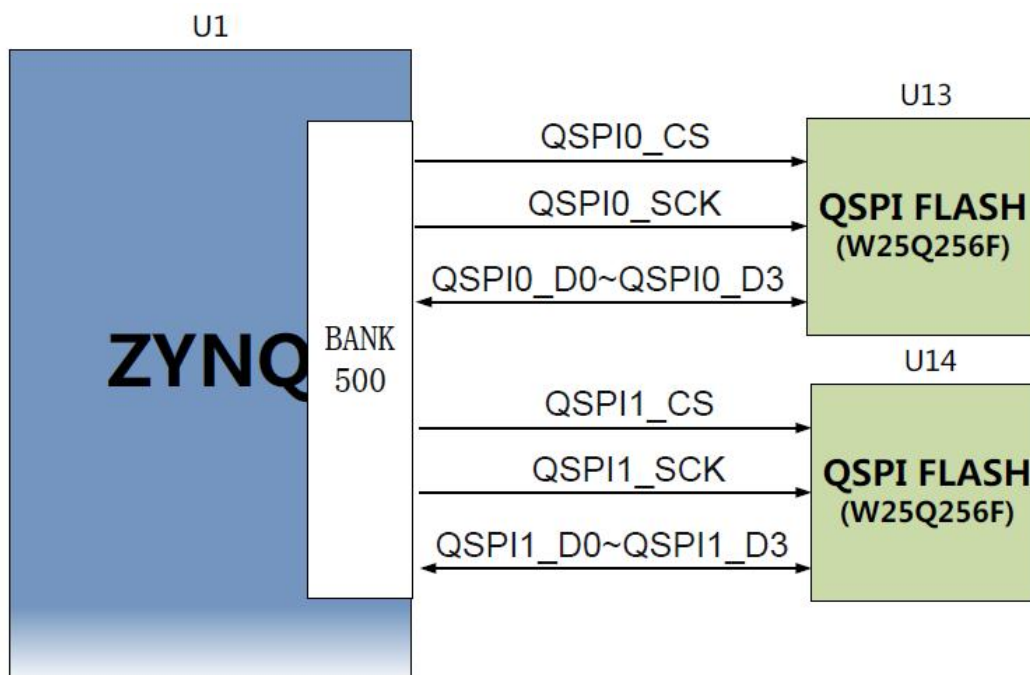 U1
U13
QSPI0_CS
QSPI0_SCK
QSPI FLASH
(W25Q256F)
QSPI0_D0~QSPI0_D3
ZYNQ
BANK
500
U14
QSPI1_CS
QSPI1_SCK
QSPI FLASH
(W25Q256F)
QSPI1_D0~QSPI1_D3